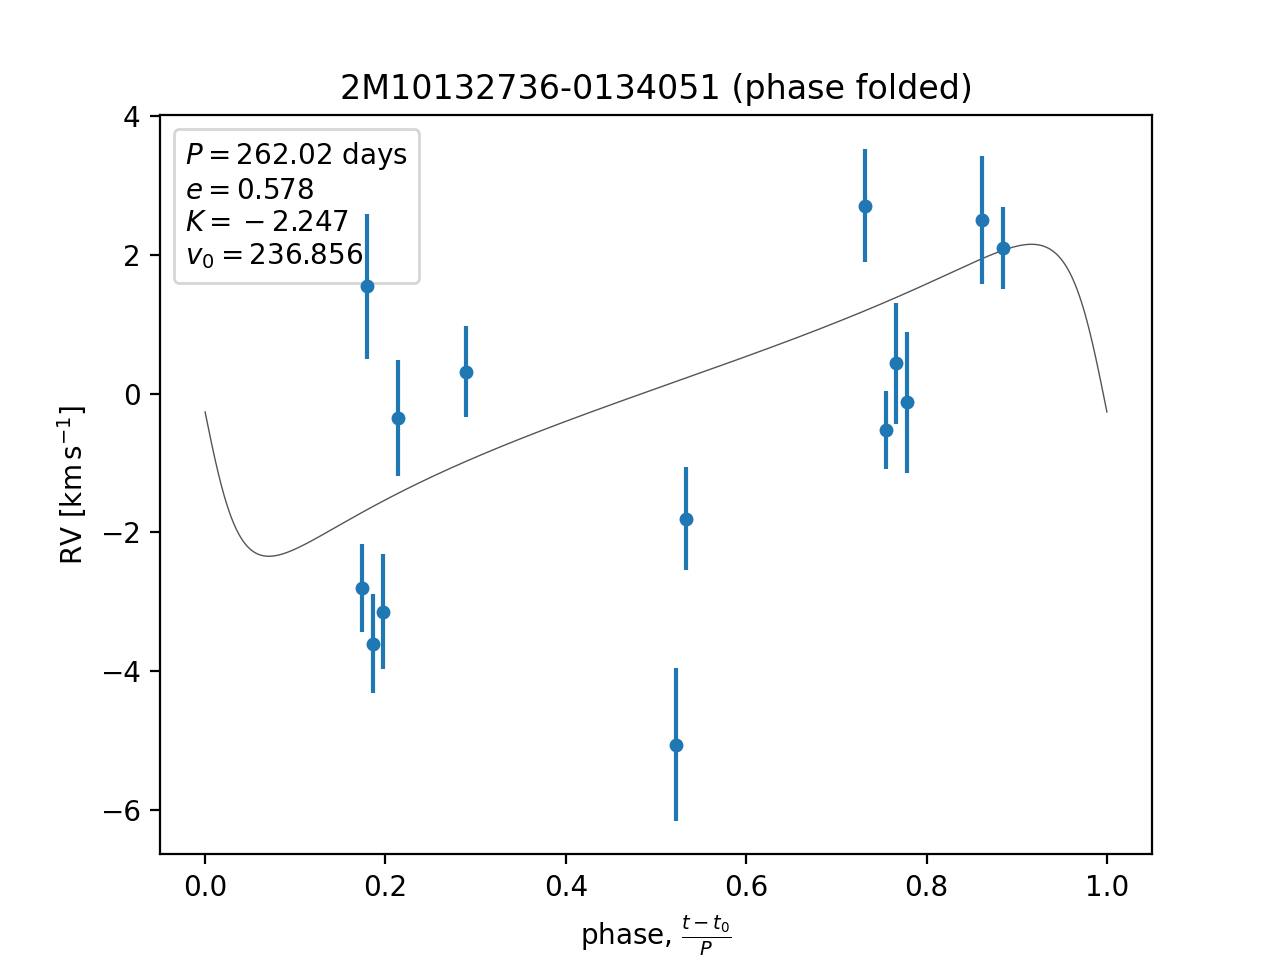 2M10132736-0134051 (phase folded)
P = 262.02 days
e = 0.578
K = −2.247
v₀ = 236.856
RV [km s⁻¹]
4
2
0
−2
−4
−6
0.0 0.2 0.4 0.6 0.8 1.0
phase, (t − t₀)/P